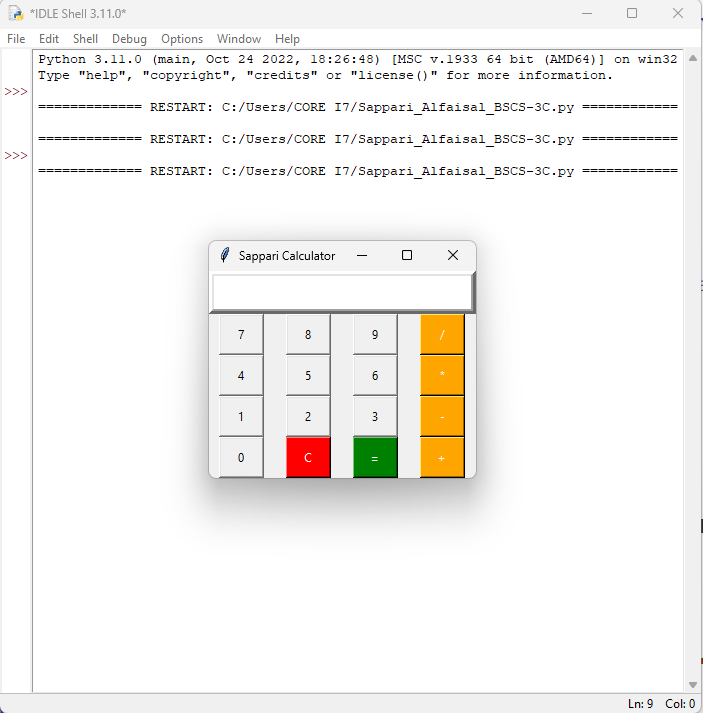 *IDLE Shell 3.11.0*
File Edit Shell Debug Options Window Help
Python 3.11.0 (main, Oct 24 2022, 18:26:48) [MSC v.1933 64 bit (AMD64)] on win32
Type "help", "copyright", "credits" or "license()" for more information.
>>>
============= RESTART: C:/Users/CORE I7/Sappari_Alfaisal_BSCS-3C.py ============
============= RESTART: C:/Users/CORE I7/Sappari_Alfaisal_BSCS-3C.py ============
>>>
============= RESTART: C:/Users/CORE I7/Sappari_Alfaisal_BSCS-3C.py ============
Sappari Calculator
7 8 9 /
4 5 6 *
1 2 3 -
0 C = +
Ln: 9 Col: 0